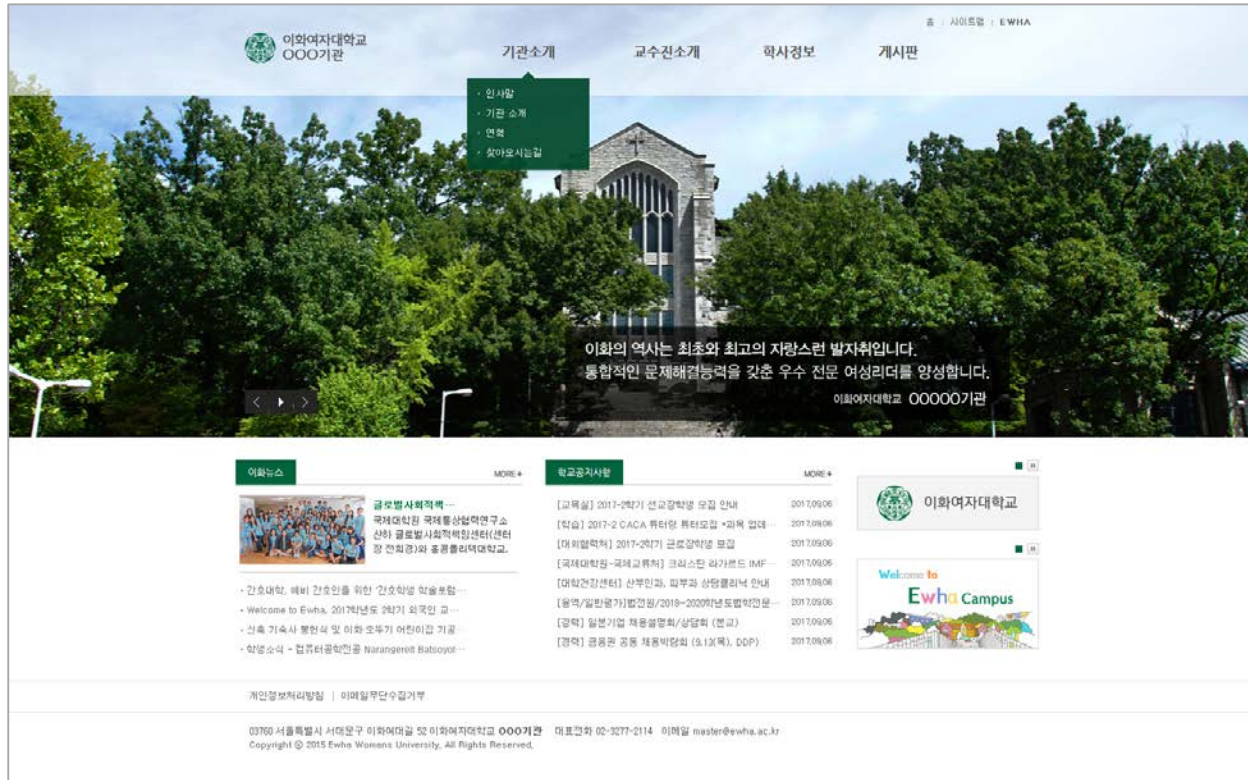 홈 | 사이트맵 | EWHA
이화여자대학교
OOO기관
기관소개 교수진소개 학사정보 게시판
· 인사말
· 기관 소개
· 연혁
· 찾아오시는길
이화의 역사는 최초와 최고의 자랑스런 발자취입니다.
통합적인 문제해결능력을 갖춘 우수 전문 여성리더를 양성합니다.
이화여자대학교 OOOOO기관
이화뉴스 MORE+
글로벌사회적책…
국제대학원 국제통상협력연구소
산하 글로벌사회적책임센터(센터
장 전희경)와 홍콩폴리텍대학교,
· 간호대학, 예비 간호인을 위한 '간호학생 학술포럼…
· Welcome to Ewha, 2017학년도 2학기 외국인 교…
· 신축 기숙사 봉헌식 및 이화 오뚜기 어린이집 기공…
· 학생소식 - 컴퓨터공학전공 Narangerell Batsoyol…
학교공지사항 MORE+
[교목실] 2017-2학기 선교장학생 모집 안내 2017.09.06
[학습] 2017-2 CACA 튜터링 튜터모집 *과목 업데… 2017.09.06
[대외협력처] 2017-2학기 근로장학생 모집 2017.09.06
[국제대학원-국제교류처] 크리스틴 라가르드 IMF… 2017.09.06
[대학건강센터] 산부인과, 피부과 상담클리닉 안내 2017.09.06
[용역/일반평가]법전원/2018-2020학년도법학전문… 2017.09.06
[경력] 일본기업 채용설명회/상담회 (본교) 2017.09.06
[경력] 금융권 공동 채용박람회 (9.13(목), DDP) 2017.09.06
이화여자대학교
Welcome to
Ewha Campus
개인정보처리방침 | 이메일무단수집거부
03760 서울특별시 서대문구 이화여대길 52 이화여자대학교 OOO기관 대표전화 02-3277-2114 이메일 master@ewha.ac.kr
Copyright ⓒ 2015 Ewha Womans University, All Rights Reserved,